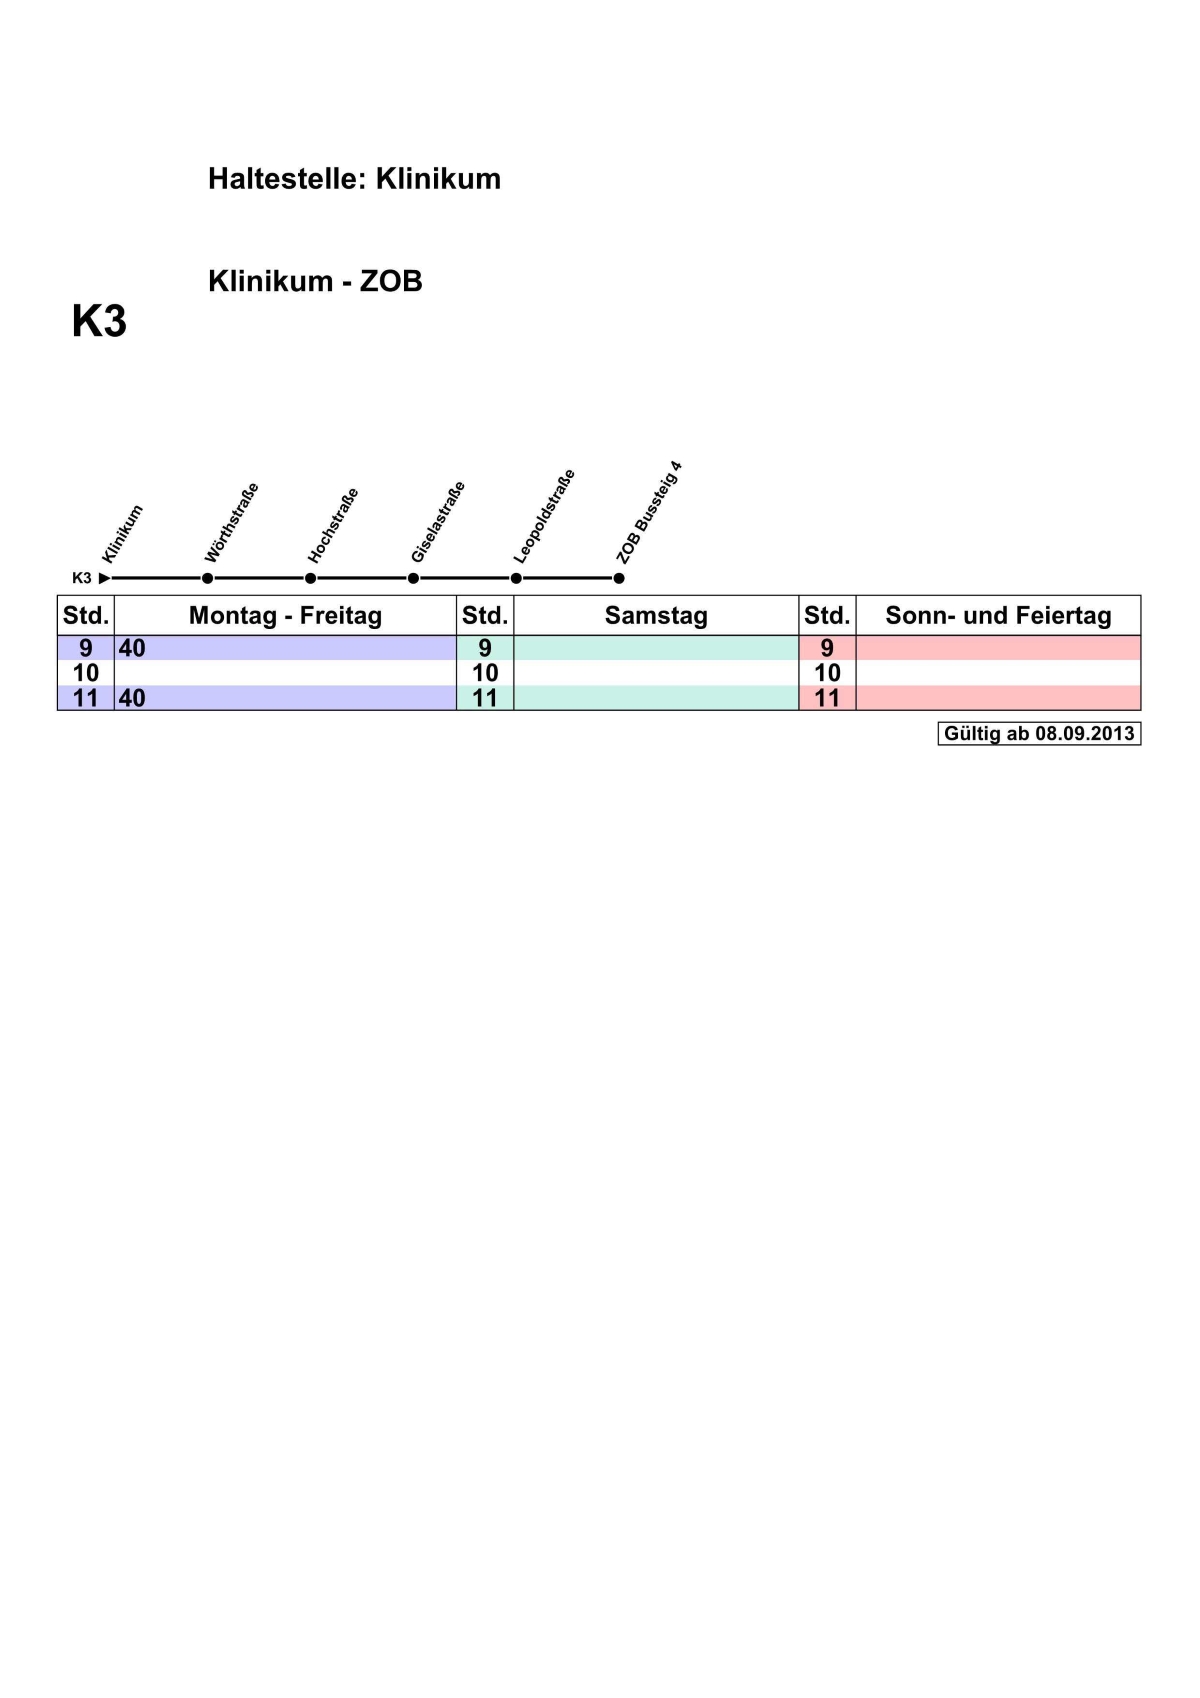 Haltestelle: Klinikum
Klinikum - ZOB
K3
Klinikum
Wörthstraße
Hochstraße
Giselastraße
Leopoldstraße
ZOB Bussteig 4
K3
Std. Montag - Freitag Std. Samstag Std. Sonn- und Feiertag
9 40 9 9
10 10 10
11 40 11 11
Gültig ab 08.09.2013